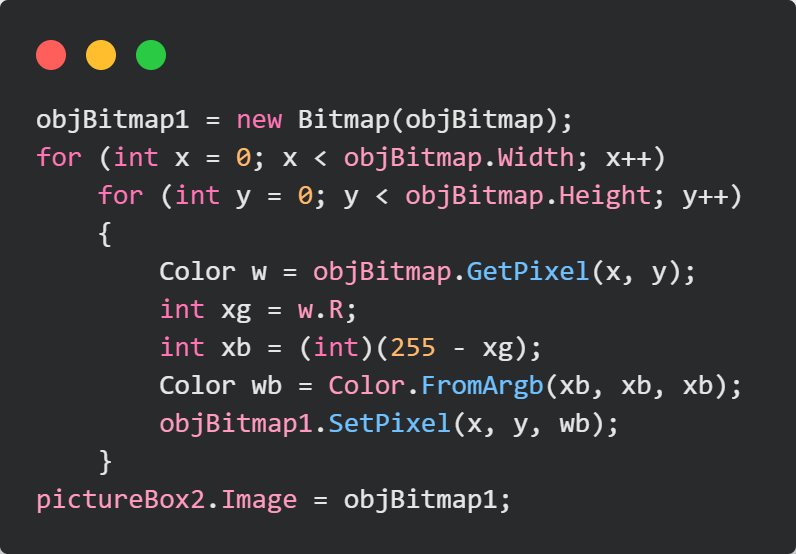 objBitmap1 = new Bitmap(objBitmap);
for (int x = 0; x < objBitmap.Width; x++)
    for (int y = 0; y < objBitmap.Height; y++)
    {
        Color w = objBitmap.GetPixel(x, y);
        int xg = w.R;
        int xb = (int)(255 - xg);
        Color wb = Color.FromArgb(xb, xb, xb);
        objBitmap1.SetPixel(x, y, wb);
    }
pictureBox2.Image = objBitmap1;